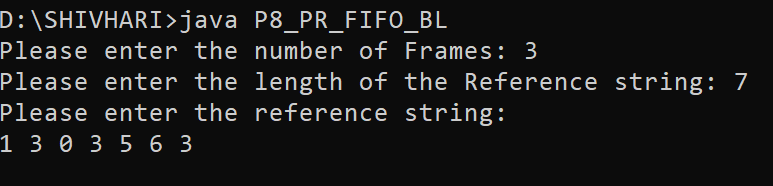 D:\SHIVHARI>java P8_PR_FIFO_BL
Please enter the number of Frames: 3
Please enter the length of the Reference string: 7
Please enter the reference string:
1 3 0 3 5 6 3